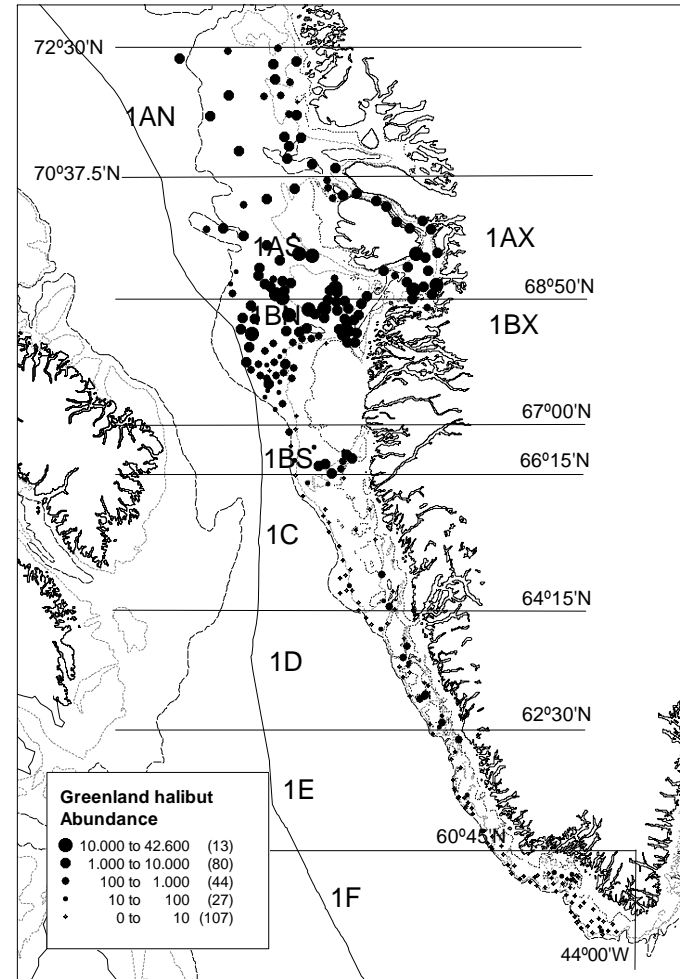 72º30'N
1AN
70º37.5'N
1AX
1AS
68º50'N
1BN
1BX
67º00'N
1BS
66º15'N
1C
64º15'N
1D
62º30'N
1E
Greenland halibut
Abundance
10.000 to 42.600 (13)
1.000 to 10.000 (80)
100 to 1.000 (44)
10 to 100 (27)
0 to 10 (107)
60º45'N
1F
44º00'W